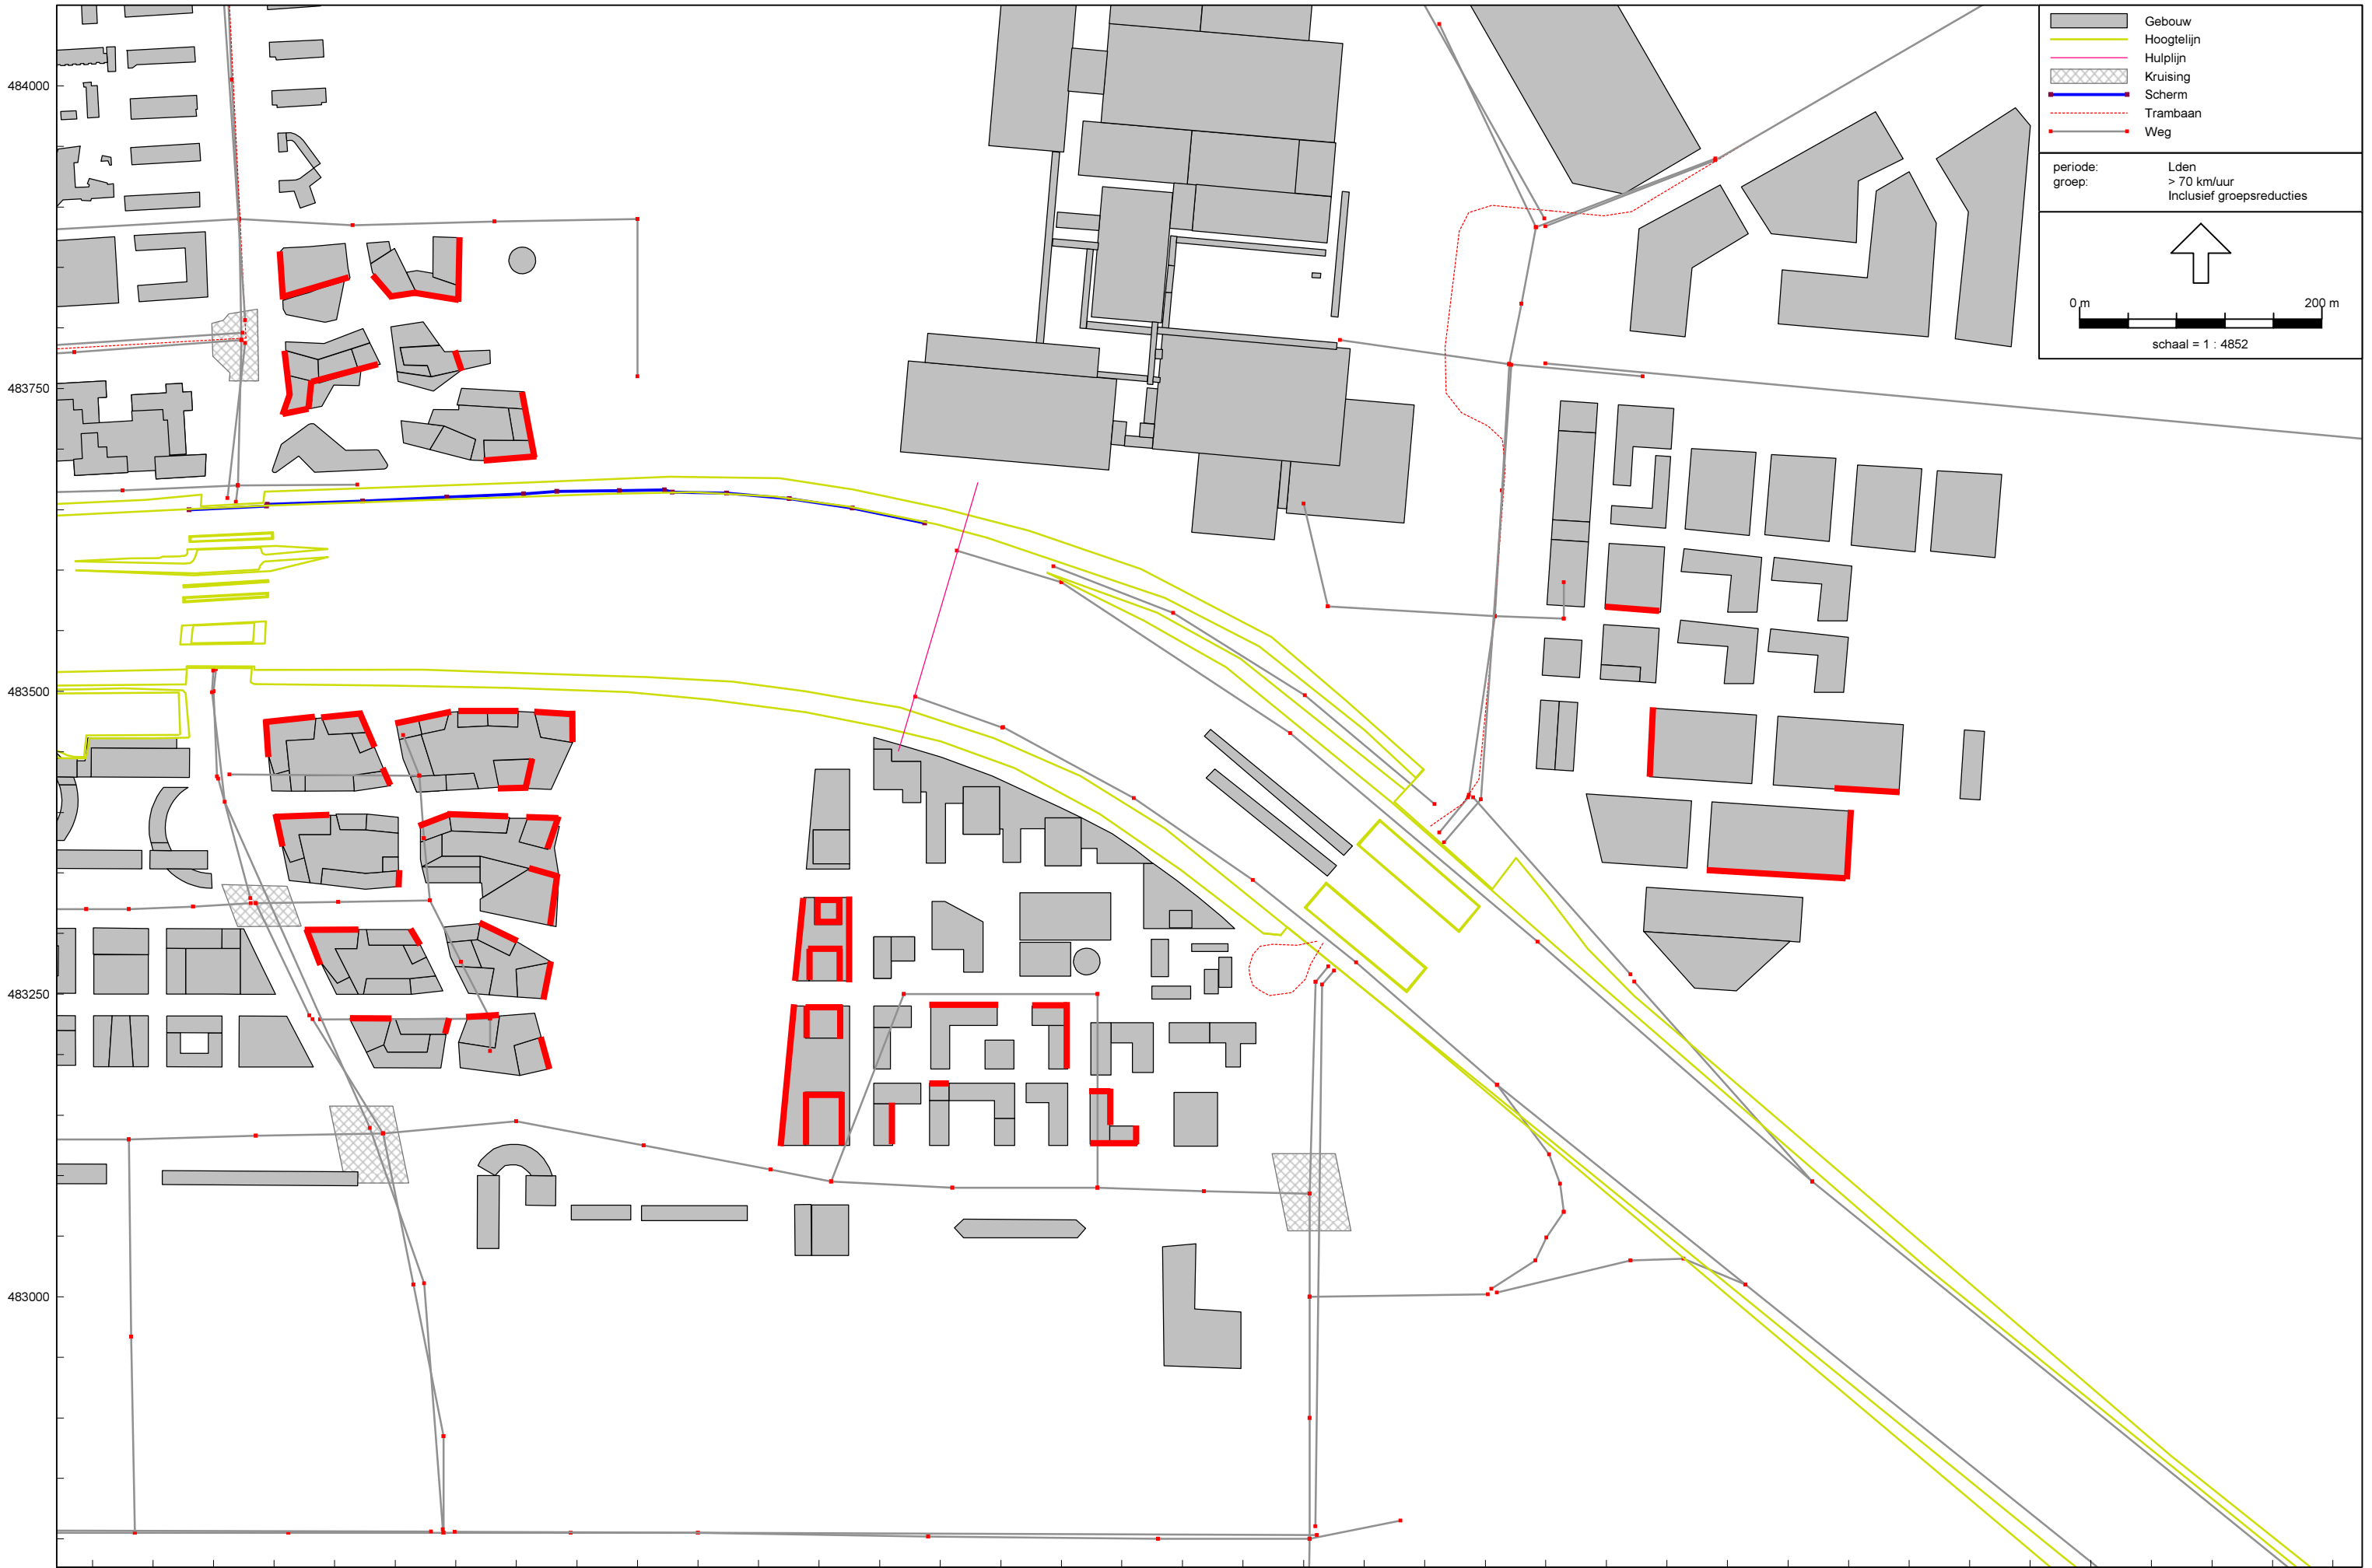 Gebouw
Hoogtelijn
Hulplijn
Kruising
Scherm
Trambaan
Weg
periode: Lden
groep: > 70 km/uur
Inclusief groepsreducties
0 m 200 m
schaal = 1 : 4852
484000
483750
483500
483250
483000